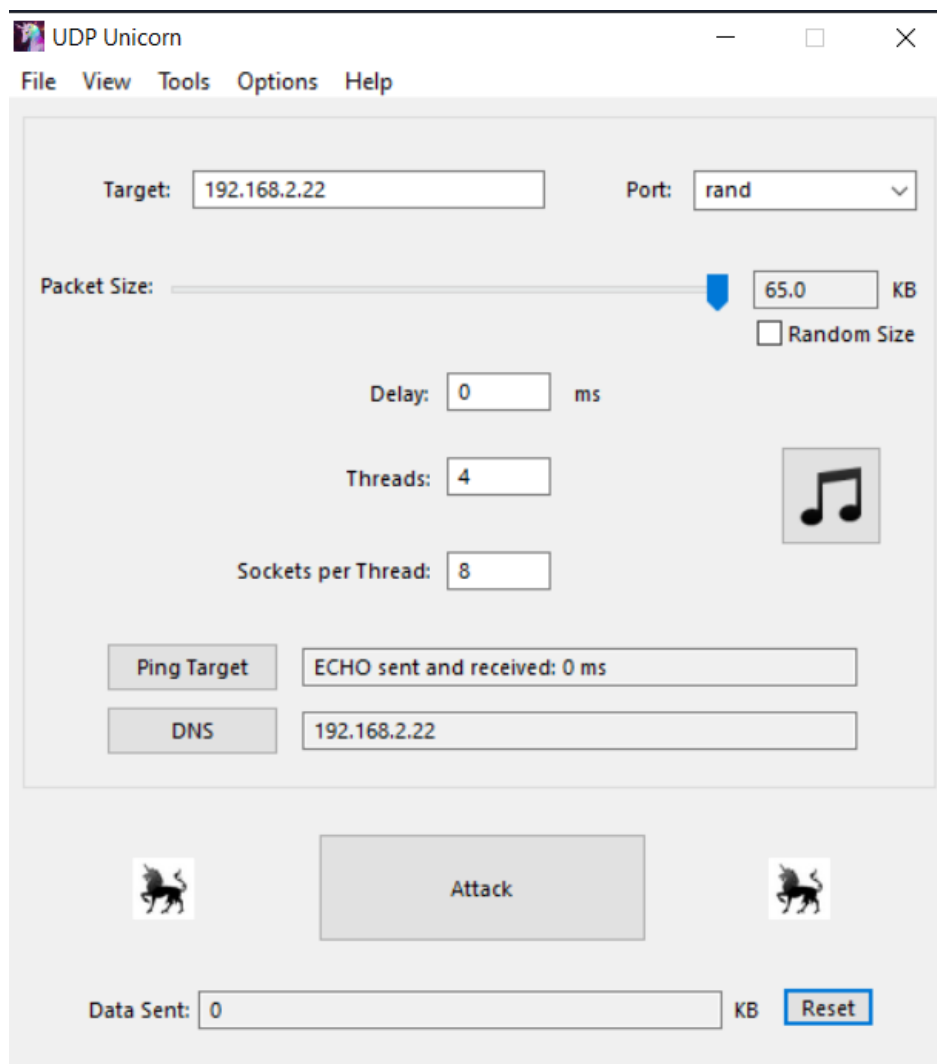 UDP Unicorn
File View Tools Options Help
Target: 192.168.2.22 Port: rand
Packet Size: 65.0 KB
Random Size
Delay: 0 ms
Threads: 4
Sockets per Thread: 8
Ping Target ECHO sent and received: 0 ms
DNS 192.168.2.22
Attack
Data Sent: 0 KB Reset